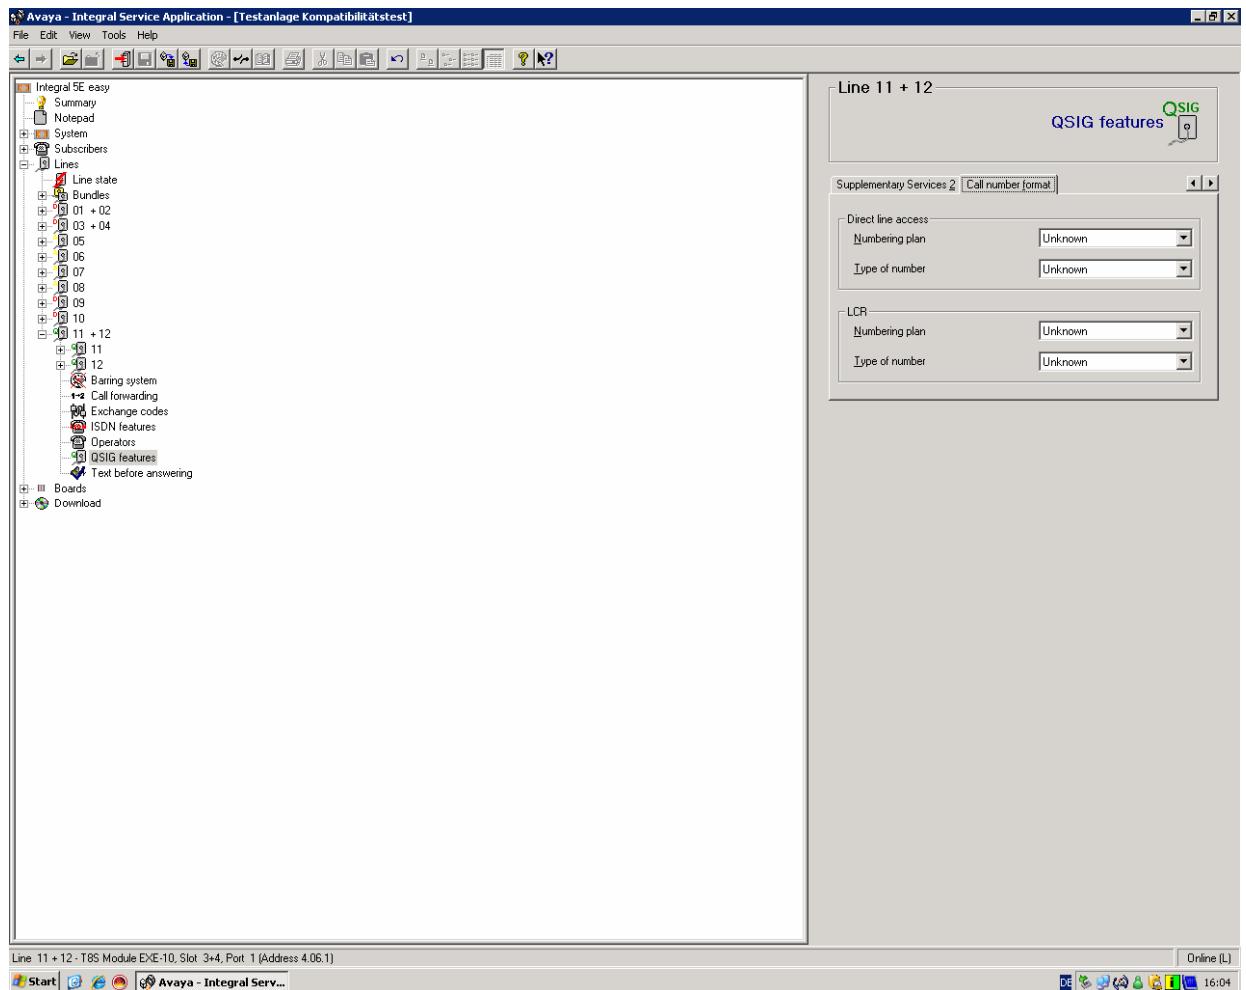 Avaya - Integral Service Application - [Testanlage Kompatibilitätstest]
File Edit View Tools Help
Integral 5E easy
Summary
Notepad
System
Subscribers
Lines
Line state
Bundles
01 + 02
03 + 04
05
06
07
08
09
10
11 + 12
11
12
Barring system
Call forwarding
Exchange codes
ISDN features
Operators
QSIG features
Text before answering
Boards
Download
Line 11 + 12
QSIG
QSIG features
Supplementary Services 2 Call number format
Direct line access
Numbering plan Unknown
Type of number Unknown
LCR
Numbering plan Unknown
Type of number Unknown
Line 11 + 12 - T8S Module EXE-10, Slot 3+4, Port 1 (Address 4.06.1) Online (L)
Start Avaya - Integral Serv... DE 16:04